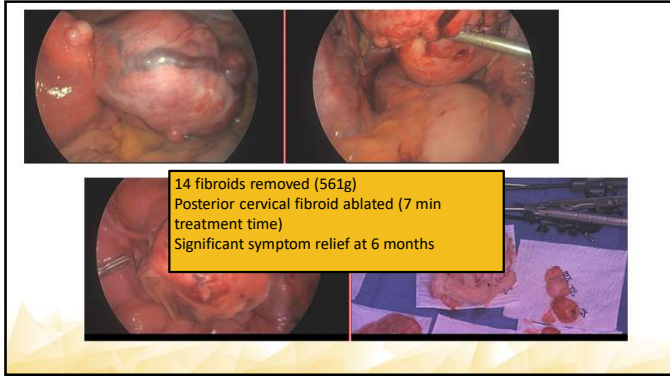 14 fibroids removed (561g)
Posterior cervical fibroid ablated (7 min
treatment time)
Significant symptom relief at 6 months